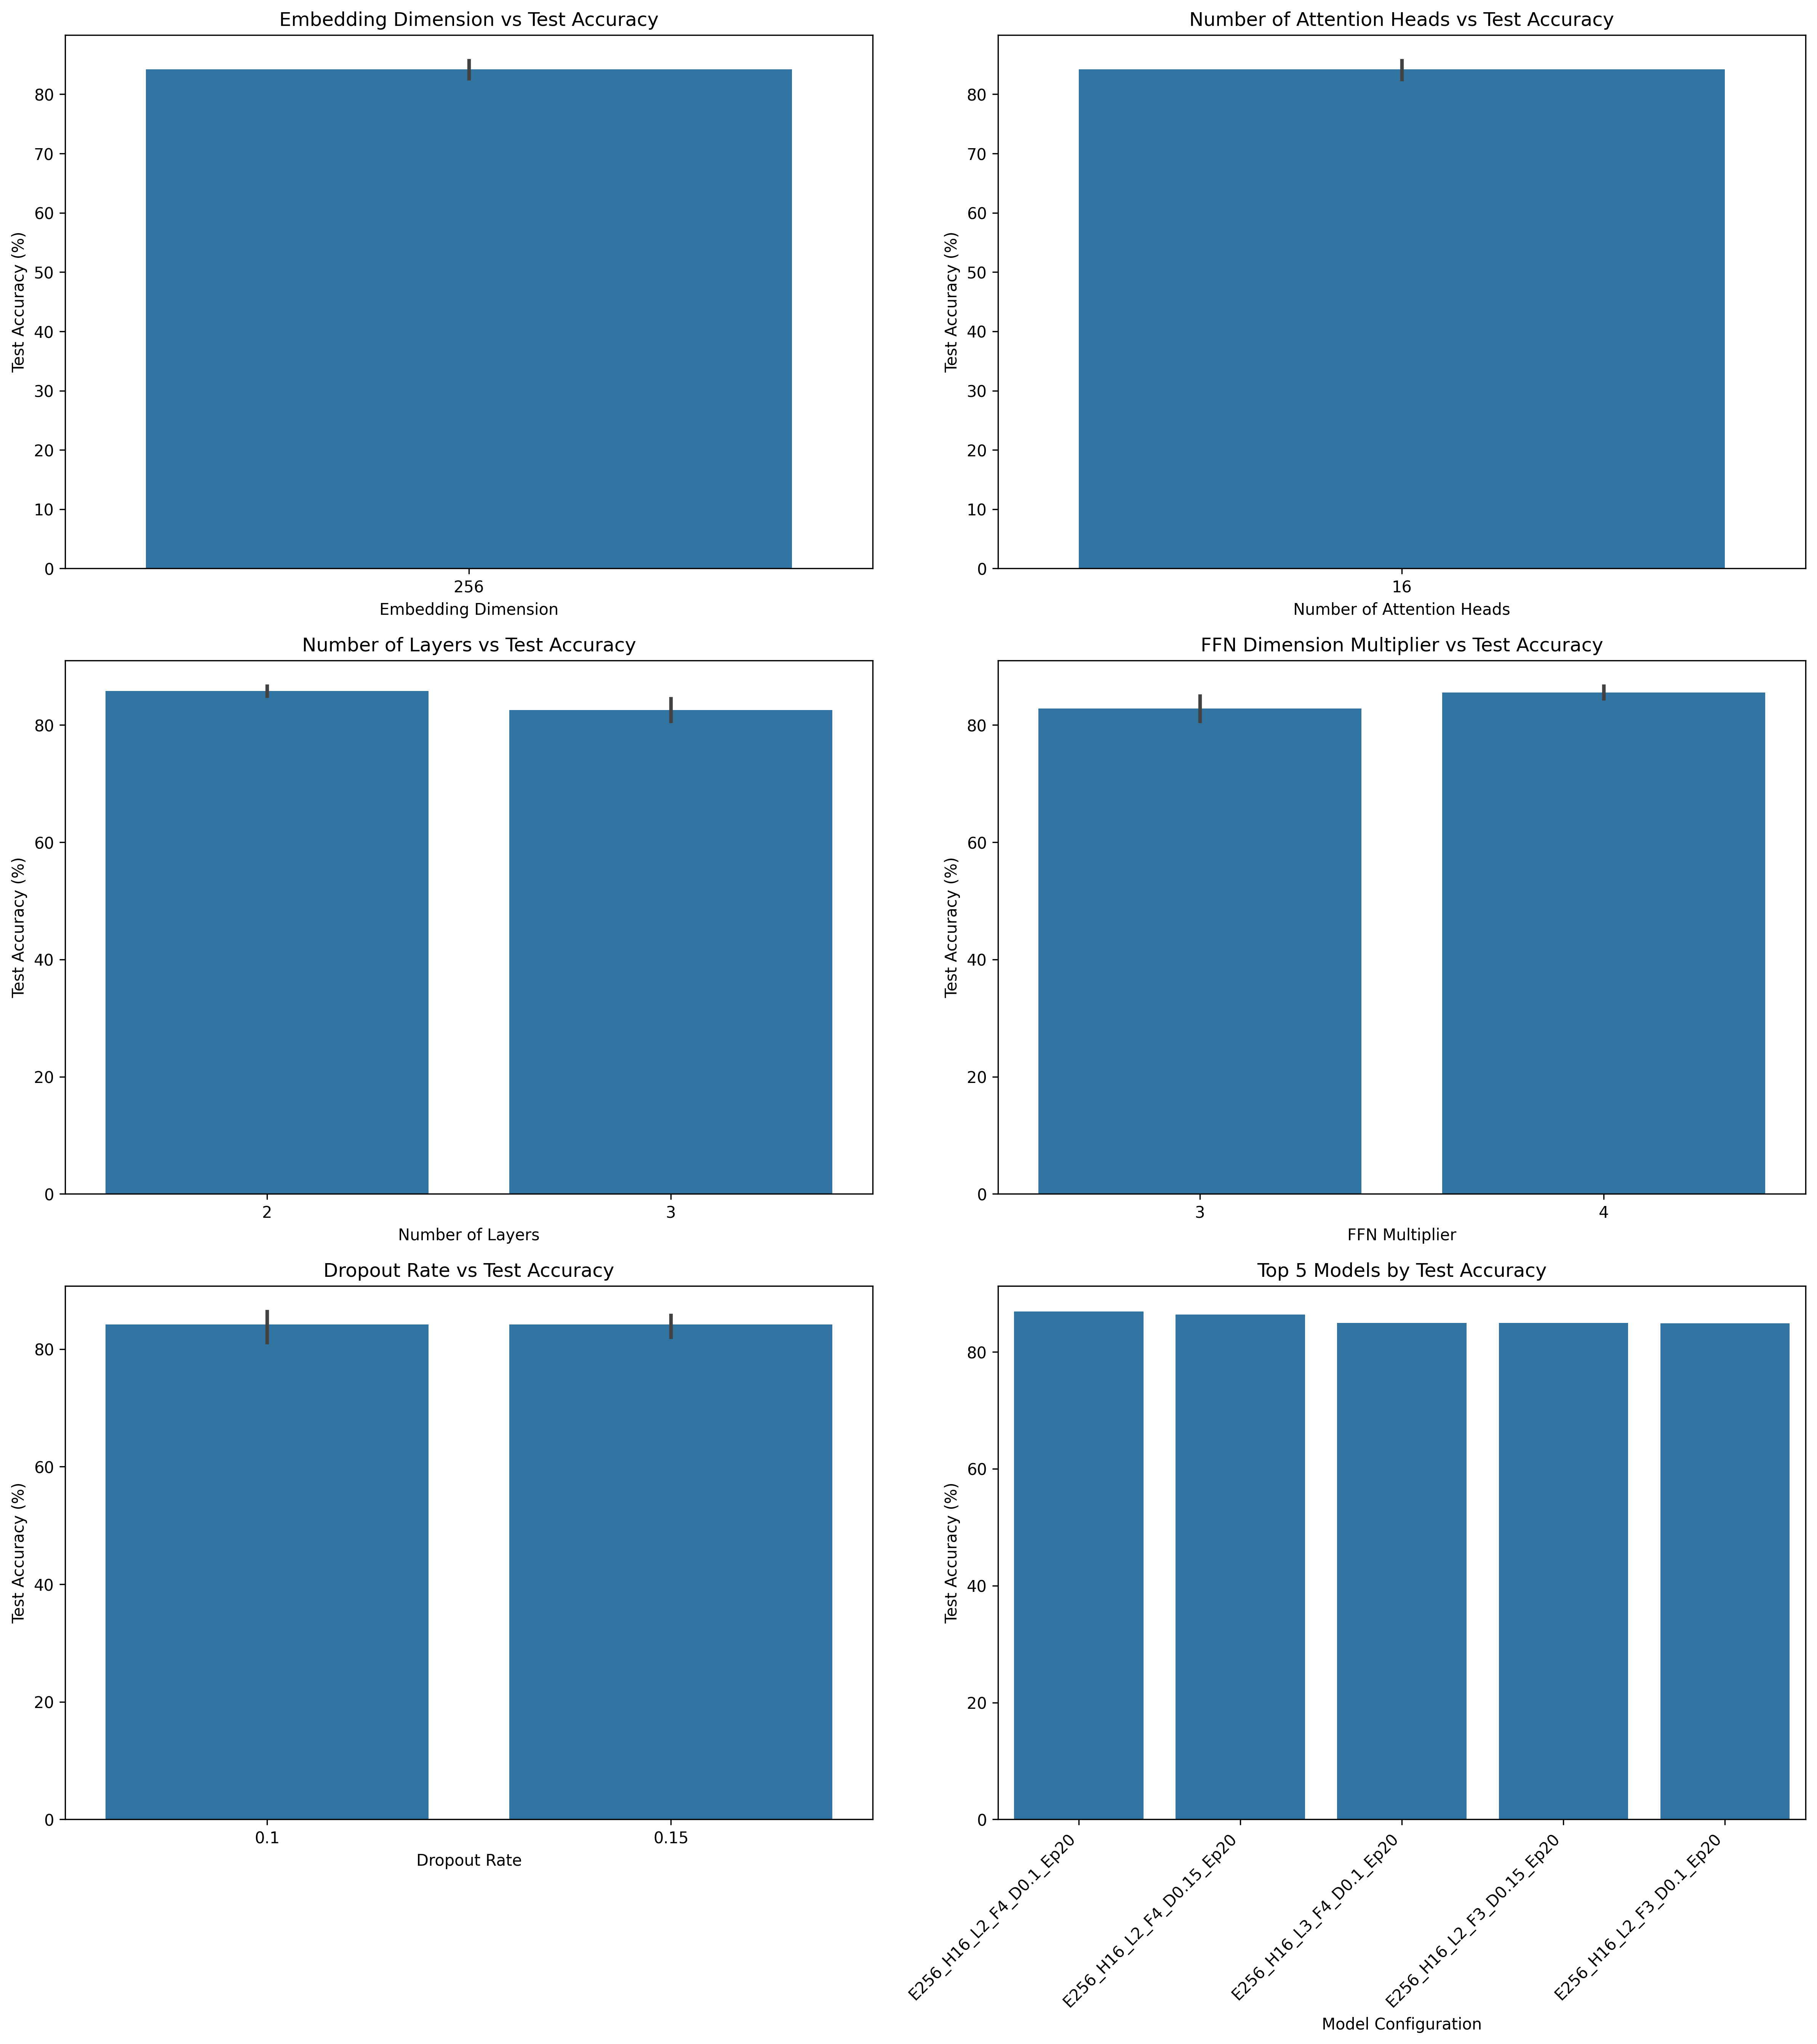 Embedding Dimension vs Test Accuracy
Test Accuracy (%)
80
70
60
50
40
30
20
10
0
256
Embedding Dimension
Number of Attention Heads vs Test Accuracy
Test Accuracy (%)
80
70
60
50
40
30
20
10
0
16
Number of Attention Heads
Number of Layers vs Test Accuracy
Test Accuracy (%)
80
60
40
20
0
2 3
Number of Layers
FFN Dimension Multiplier vs Test Accuracy
Test Accuracy (%)
80
60
40
20
0
3 4
FFN Multiplier
Dropout Rate vs Test Accuracy
Test Accuracy (%)
80
60
40
20
0
0.1 0.15
Dropout Rate
Top 5 Models by Test Accuracy
Test Accuracy (%)
80
60
40
20
0
E256_H16_L2_F4_D0.1_Ep20
E256_H16_L2_F4_D0.15_Ep20
E256_H16_L3_F4_D0.1_Ep20
E256_H16_L2_F3_D0.15_Ep20
E256_H16_L2_F3_D0.1_Ep20
Model Configuration